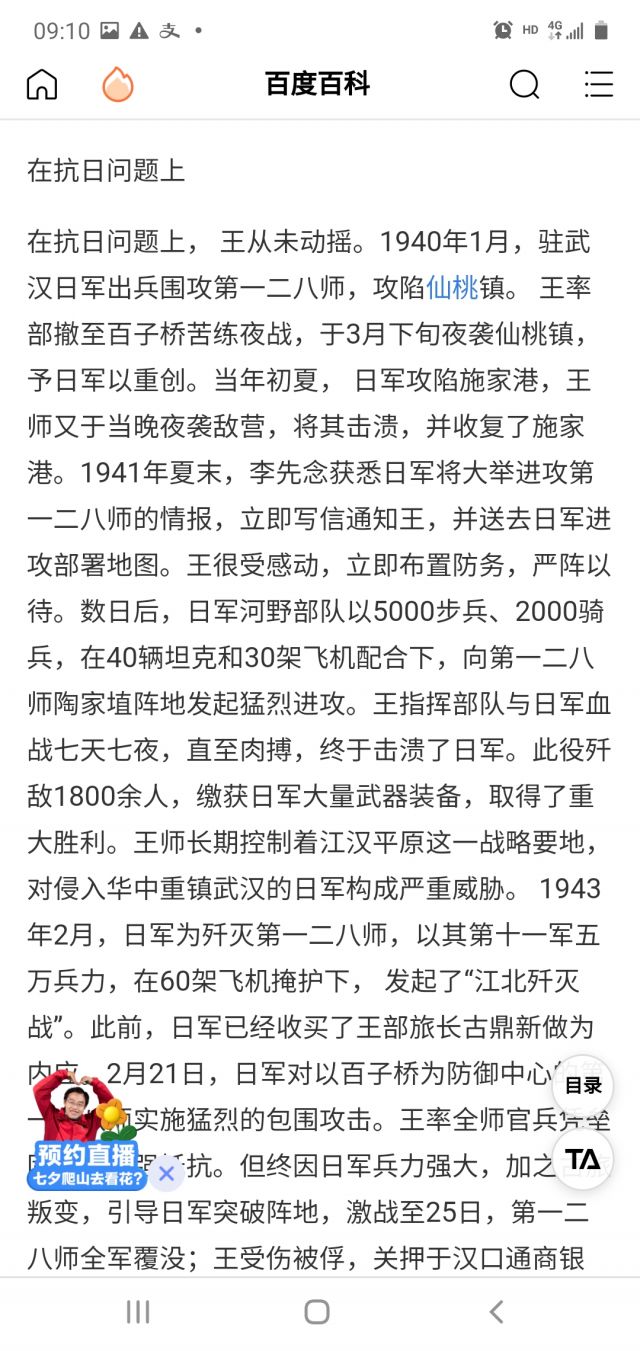 09:10
HD 4G
百度百科
在抗日问题上
在抗日问题上， 王从未动摇。1940年1月，驻武
汉日军出兵围攻第一二八师，攻陷仙桃镇。 王率
部撤至百子桥苦练夜战，于3月下旬夜袭仙桃镇，
予日军以重创。当年初夏， 日军攻陷施家港，王
师又于当晚夜袭敌营，将其击溃，并收复了施家
港。1941年夏末，李先念获悉日军将大举进攻第
一二八师的情报，立即写信通知王，并送去日军进
攻部署地图。王很受感动，立即布置防务，严阵以
待。数日后，日军河野部队以5000步兵、2000骑
兵，在40辆坦克和30架飞机配合下，向第一二八
师陶家埴阵地发起猛烈进攻。王指挥部队与日军血
战七天七夜，直至肉搏，终于击溃了日军。此役歼
敌1800余人，缴获日军大量武器装备，取得了重
大胜利。王师长期控制着江汉平原这一战略要地，
对侵入华中重镇武汉的日军构成严重威胁。 1943
年2月，日军为歼灭第一二八师，以其第十一军五
万兵力，在60架飞机掩护下， 发起了“江北歼灭
战”。此前，日军已经收买了王部旅长古鼎新做为
内 2月21日，日军对以百子桥为防御中心
目录
一 师实施猛烈的包围攻击。王率全师官兵凭垒
预约直播
七夕爬山去看花?
抗。但终因日军兵力强大，加之
TA
叛变，引导日军突破阵地，激战至25日，第一二
八师全军覆没；王受伤被俘，关押于汉口通商银